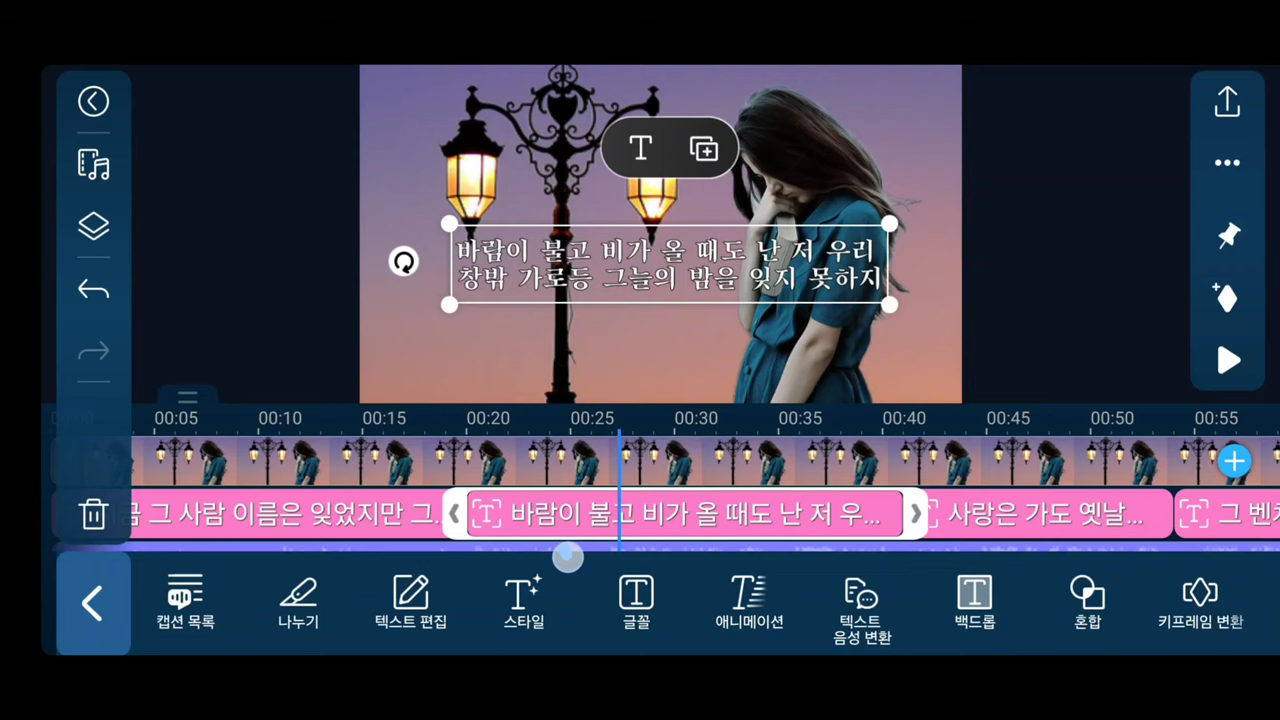 바람이 불고 비가 올 때도 난 저 우리
창밖 가로등 그늘의 밤을 잊지 못하지
00:05 00:10 00:15 00:20 00:25 00:30 00:35 00:40 00:45 00:50 00:55
그 사람 이름은 잊었지만 그... 바람이 불고 비가 올 때도 난 저 우... 사랑은 가도 옛날... 그 벤치
캡션 목록 나누기 텍스트 편집 스타일 글꼴 애니메이션 텍스트 음성 변환 백드롭 혼합 키프레임 변환